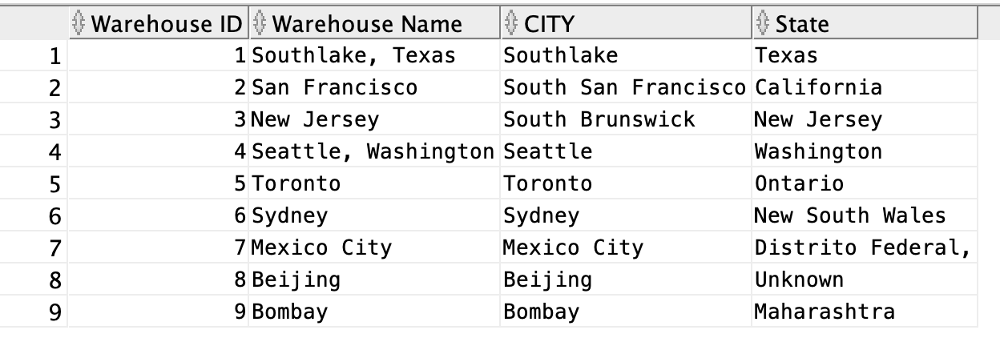 Warehouse ID Warehouse Name CITY State
1 1 Southlake, Texas Southlake Texas
2 2 San Francisco South San Francisco California
3 3 New Jersey South Brunswick New Jersey
4 4 Seattle, Washington Seattle Washington
5 5 Toronto Toronto Ontario
6 6 Sydney Sydney New South Wales
7 7 Mexico City Mexico City Distrito Federal,
8 8 Beijing Beijing Unknown
9 9 Bombay Bombay Maharashtra